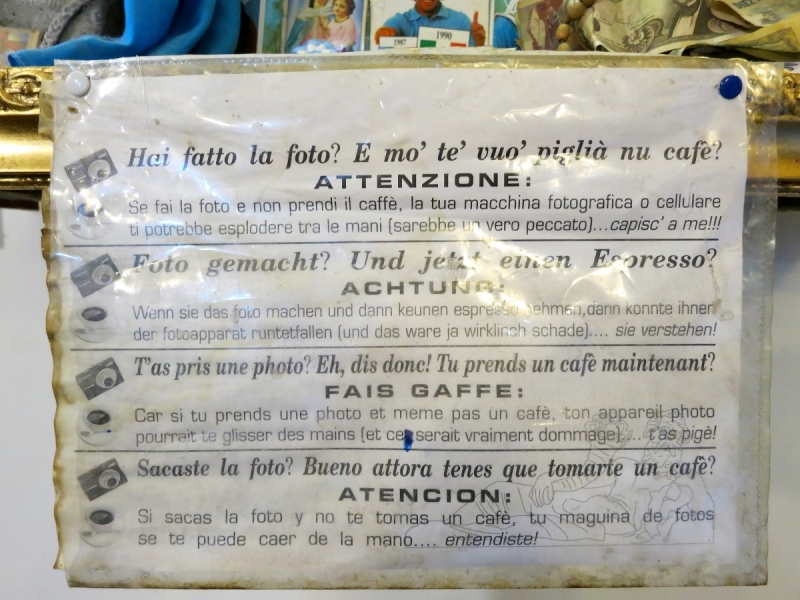 1987
1990
Hai fatto la foto? E mo' te' vuo' piglià nu cafè?
ATTENZIONE:
Se fai la foto e non prendi il caffè, la tua macchina fotografica o cellulare
ti potrebbe esplodere tra le mani (sarebbe un vero peccato)...capisc' a me!!!
Foto gemacht? Und jetzt einen Espresso?
ACHTUNG:
Wenn sie das foto machen und dann keunen espresso nehmen,dann konnte ihnen
der fotoapparat runtetfallen (und das ware ja wirklinch schade).... sie verstehen!
T'as pris une photo? Eh, dis donc! Tu prends un cafè maintenant?
FAIS GAFFE:
Car si tu prends une photo et meme pas un cafè, ton appareil photo
pourrait te glisser des mains (et ce serait vraiment dommage).... t'as pigè!
Sacaste la foto? Bueno attora tenes que tomarte un cafè?
ATENCION:
Si sacas la foto y no te tomas un cafè, tu maguina de fotos
se te puede caer de la mano.... entendiste!